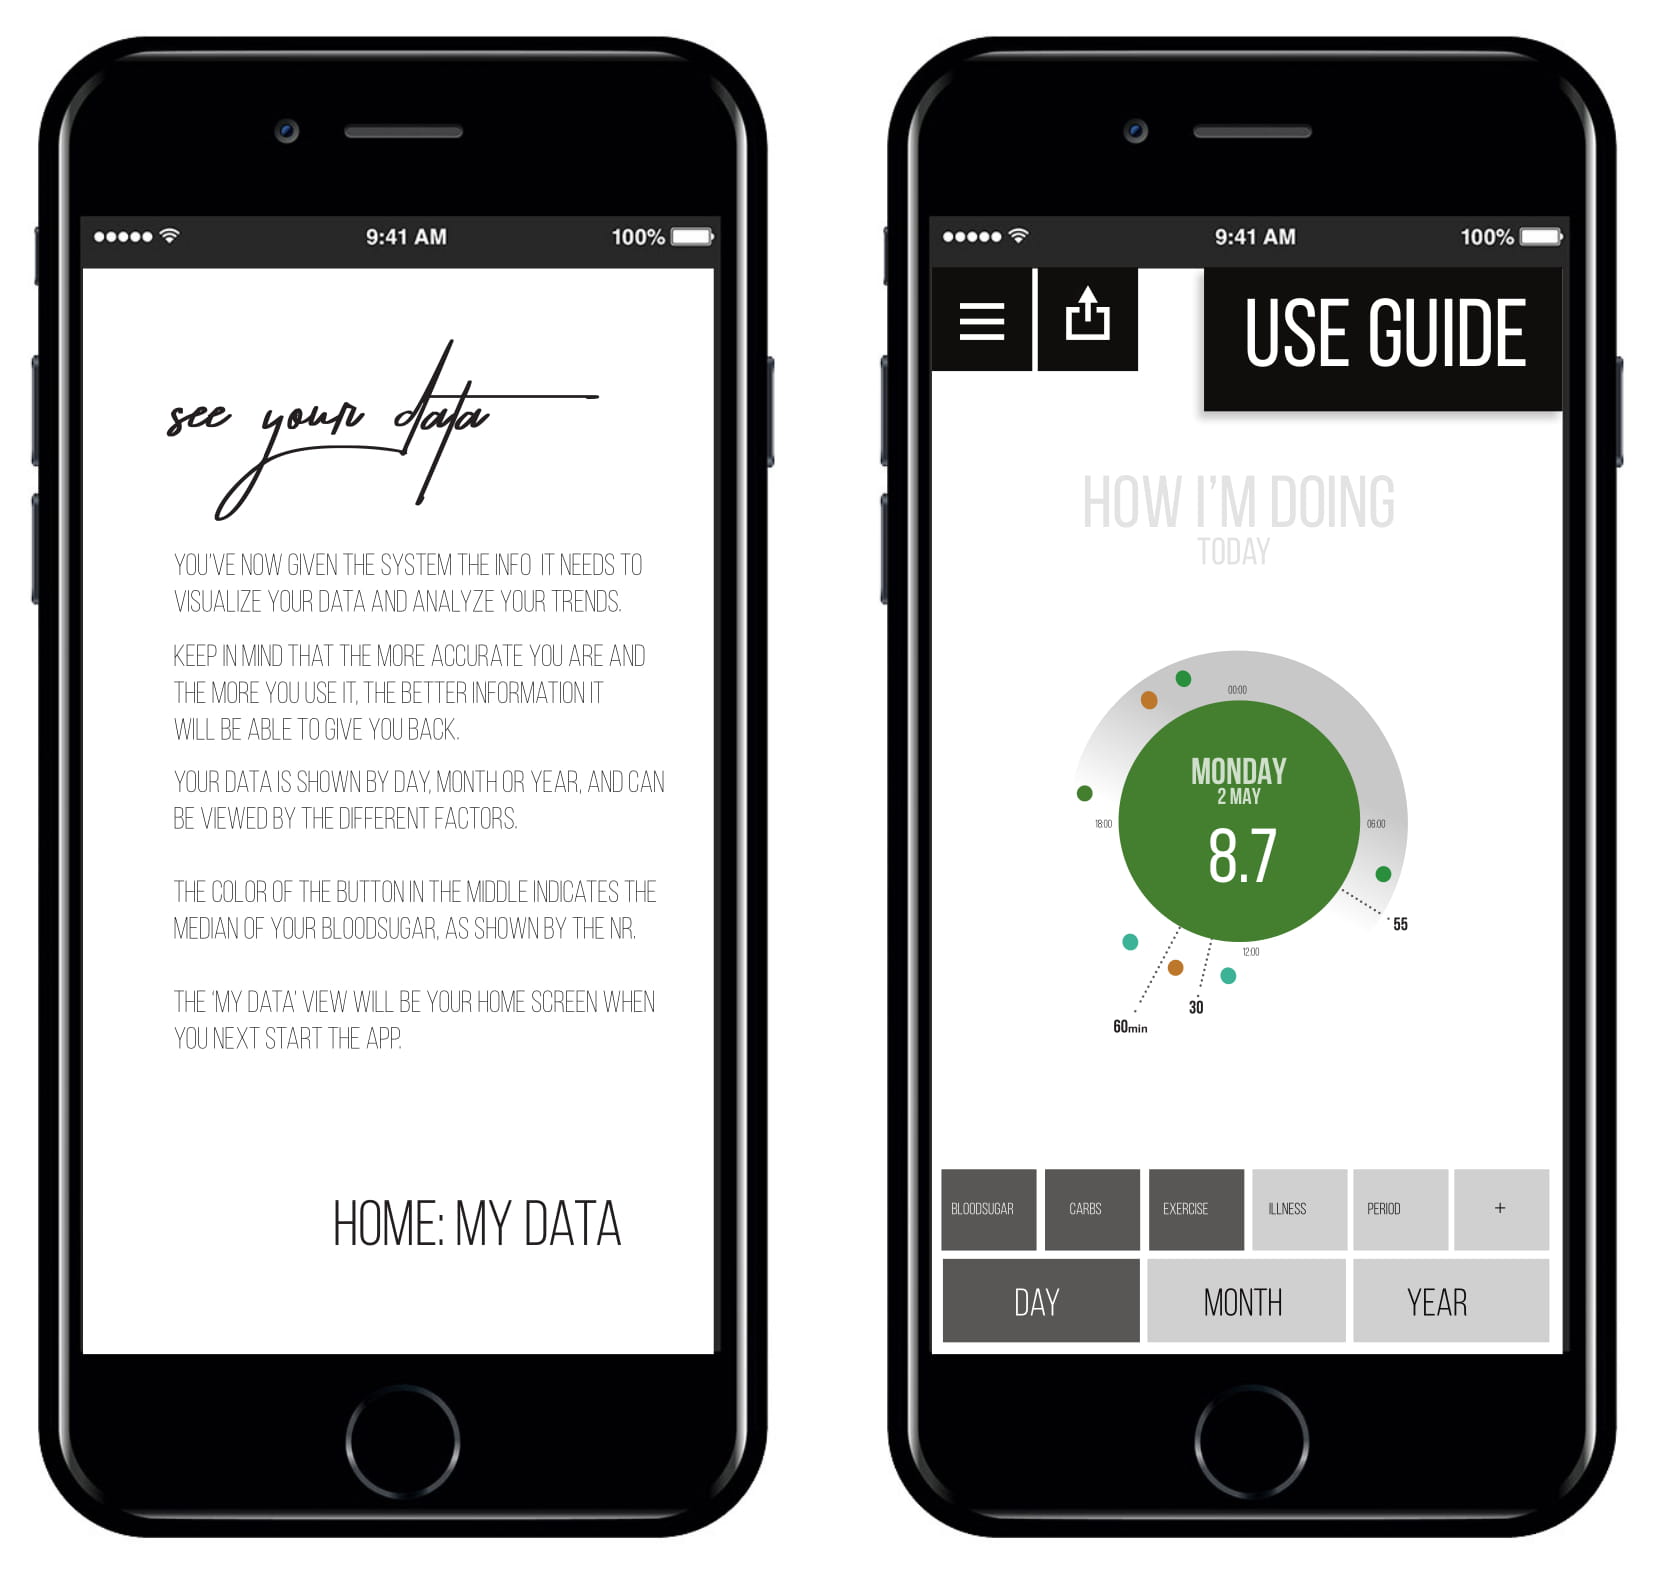 9:41 AM
100%
see your data
YOU'VE NOW GIVEN THE SYSTEM THE INFO IT NEEDS TO
VISUALIZE YOUR DATA AND ANALYZE YOUR TRENDS.
KEEP IN MIND THAT THE MORE ACCURATE YOU ARE AND
THE MORE YOU USE IT, THE BETTER INFORMATION IT
WILL BE ABLE TO GIVE YOU BACK.
YOUR DATA IS SHOWN BY DAY, MONTH OR YEAR, AND CAN
BE VIEWED BY THE DIFFERENT FACTORS.
THE COLOR OF THE BUTTON IN THE MIDDLE INDICATES THE
MEDIAN OF YOUR BLOODSUGAR, AS SHOWN BY THE NR.
THE 'MY DATA' VIEW WILL BE YOUR HOME SCREEN WHEN
YOU NEXT START THE APP.
HOME: MY DATA
9:41 AM
100%
USE GUIDE
HOW I'M DOING
TODAY
00:00
MONDAY
2 MAY
8.7
18:00
06:00
55
12:00
30
60min
BLOODSUGAR
CARBS
EXERCISE
ILLNESS
PERIOD
+
DAY
MONTH
YEAR